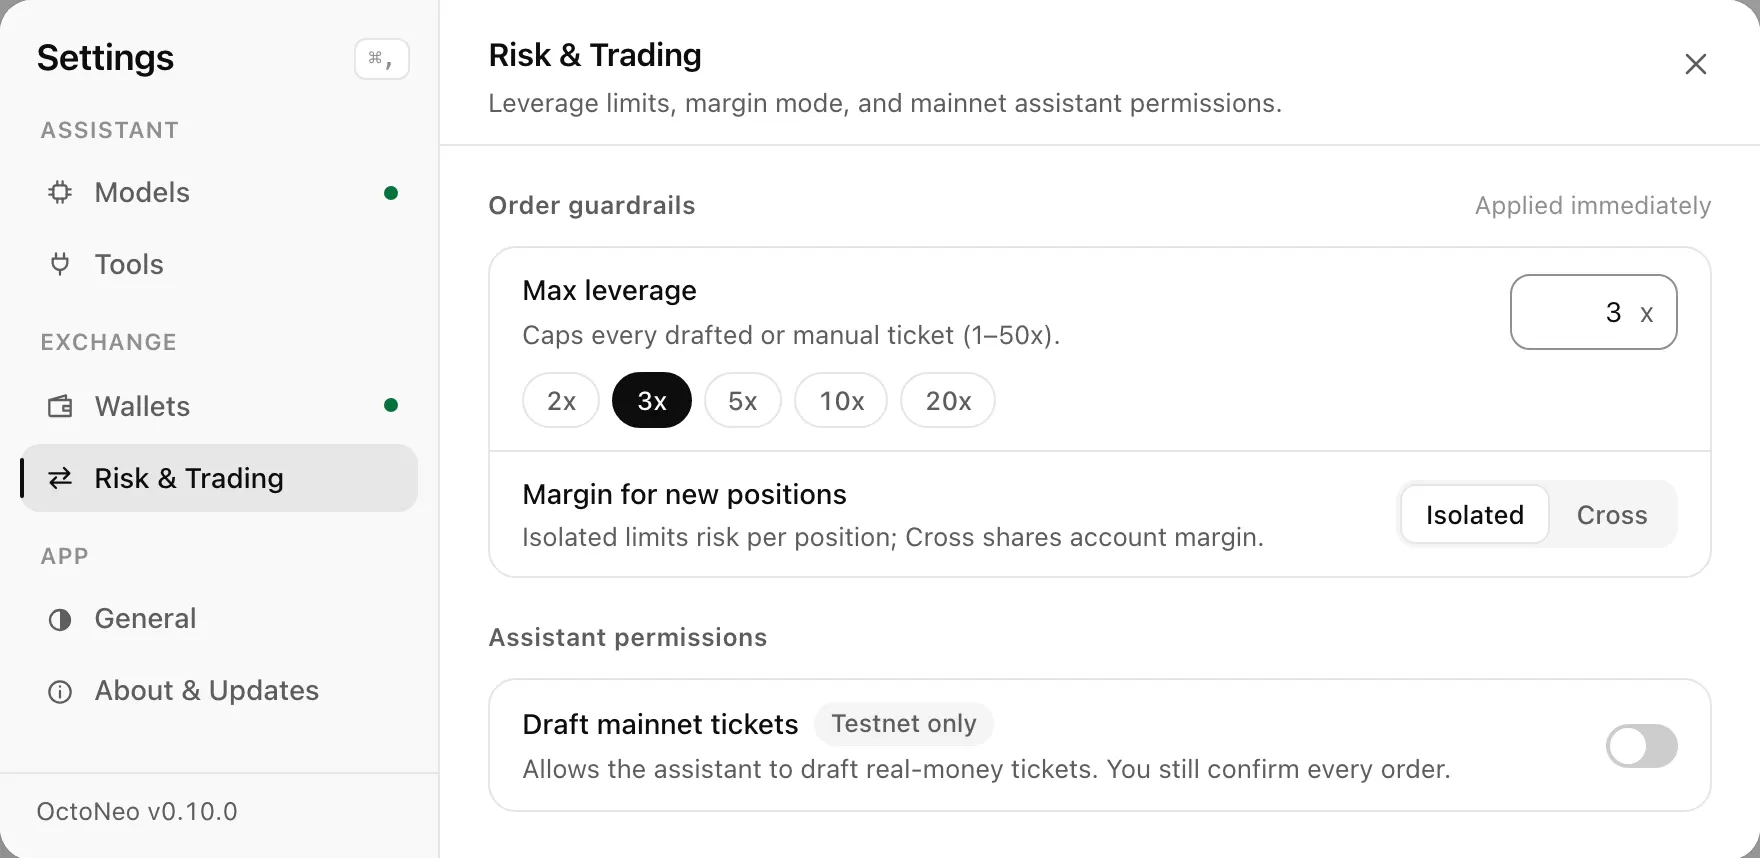 Settings
⌘,
ASSISTANT
Models
Tools
EXCHANGE
Wallets
Risk & Trading
APP
General
About & Updates
OctoNeo v0.10.0
Risk & Trading
Leverage limits, margin mode, and mainnet assistant permissions.
Order guardrails
Applied immediately
Max leverage
3 x
Caps every drafted or manual ticket (1–50x).
2x 3x 5x 10x 20x
Margin for new positions
Isolated Cross
Isolated limits risk per position; Cross shares account margin.
Assistant permissions
Draft mainnet tickets Testnet only
Allows the assistant to draft real-money tickets. You still confirm every order.